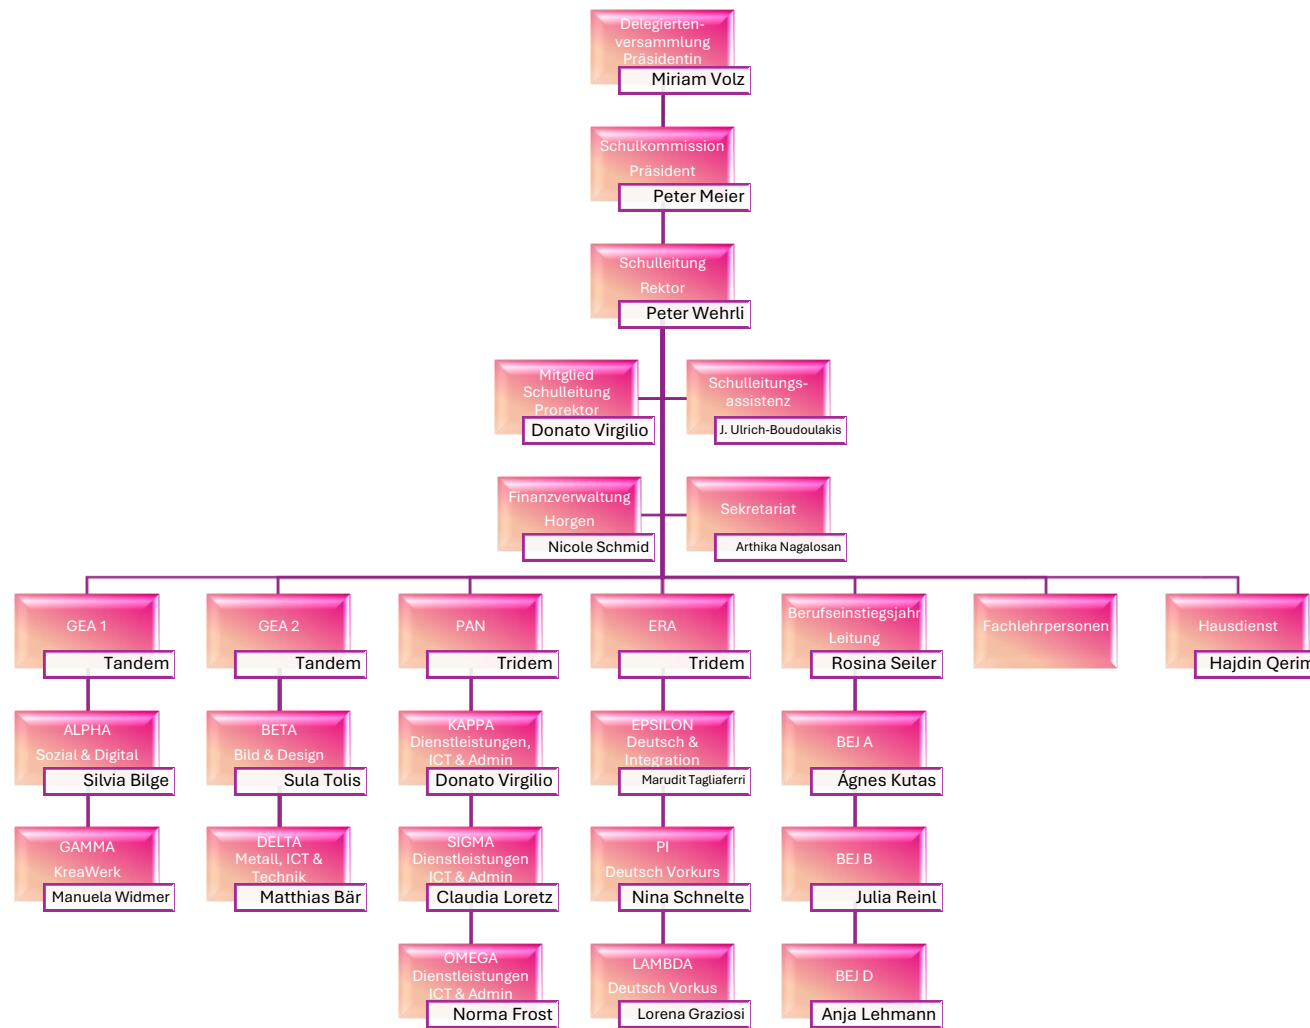 Delegierten-
versammlung
Präsidentin
Miriam Volz
Schulkommission
Präsident
Peter Meier
Schulleitung
Rektor
Peter Wehrli
Mitglied
Schulleitung
Prorektor
Donato Virgilio
Schulleitungs-
assistenz
J. Ulrich-Boudoulakis
Finanzverwaltung
Horgen
Nicole Schmid
Sekretariat
Arthika Nagalosan
GEA 1
Tandem
GEA 2
Tandem
PAN
Tridem
ERA
Tridem
Berufseinstiegsjahr
Leitung
Rosina Seiler
Fachlehrpersonen
Hausdienst
Hajdin Qerim
ALPHA
Sozial & Digital
Silvia Bilge
BETA
Bild & Design
Sula Tolis
KAPPA
Dienstleistungen,
ICT & Admin
Donato Virgilio
EPSILON
Deutsch &
Integration
Marudit Tagliaferri
BEJ A
Ágnes Kutas
GAMMA
KreaWerk
Manuela Widmer
DELTA
Metall, ICT &
Technik
Matthias Bär
SIGMA
Dienstleistungen
ICT & Admin
Claudia Loretz
PI
Deutsch Vorkurs
Nina Schnelte
BEJ B
Julia Reinl
OMEGA
Dienstleistungen
ICT & Admin
Norma Frost
LAMBDA
Deutsch Vorkus
Lorena Graziosi
BEJ D
Anja Lehmann